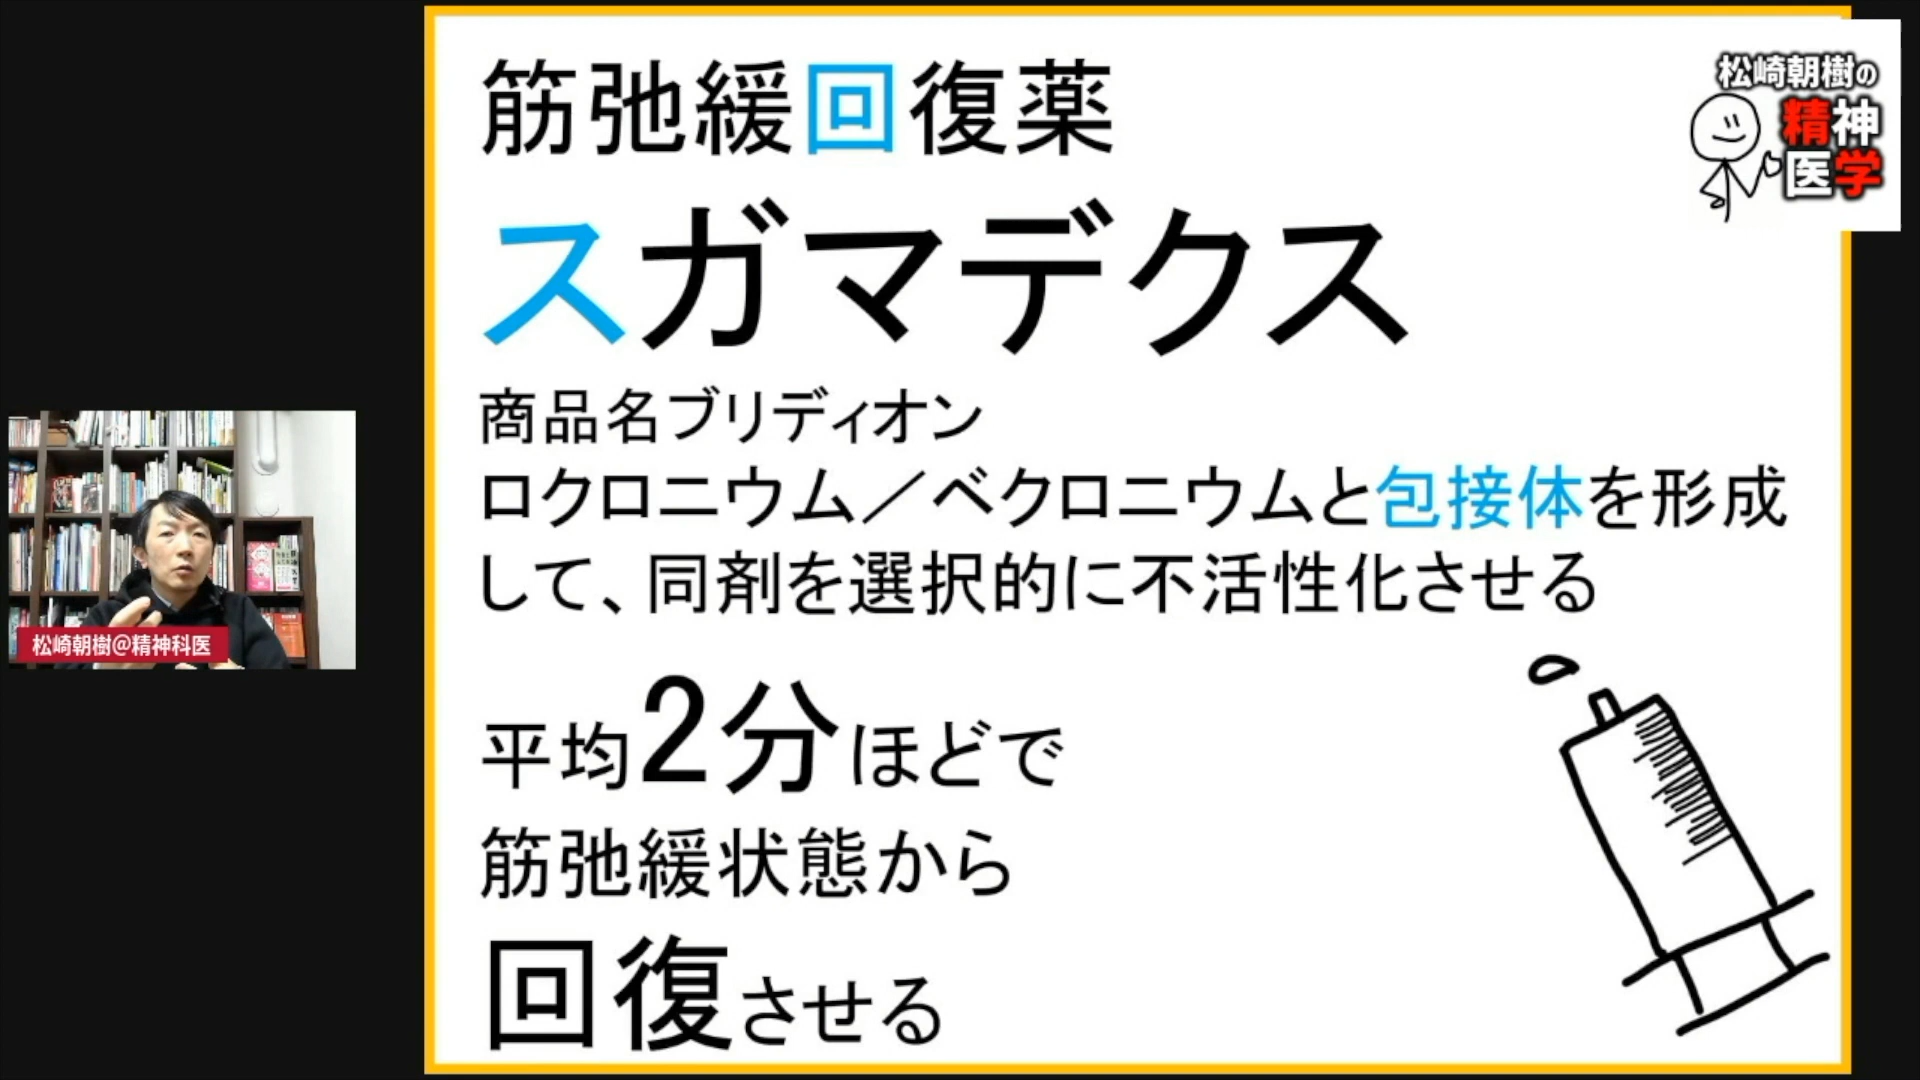 筋弛緩回復薬
スガマデクス
商品名ブリディオン
ロクロニウム／ベクロニウムと包接体を形成
して、同剤を選択的に不活性化させる
平均2分ほどで
筋弛緩状態から
回復させる
松崎朝樹の
精神
医学
松崎朝樹@精神科医